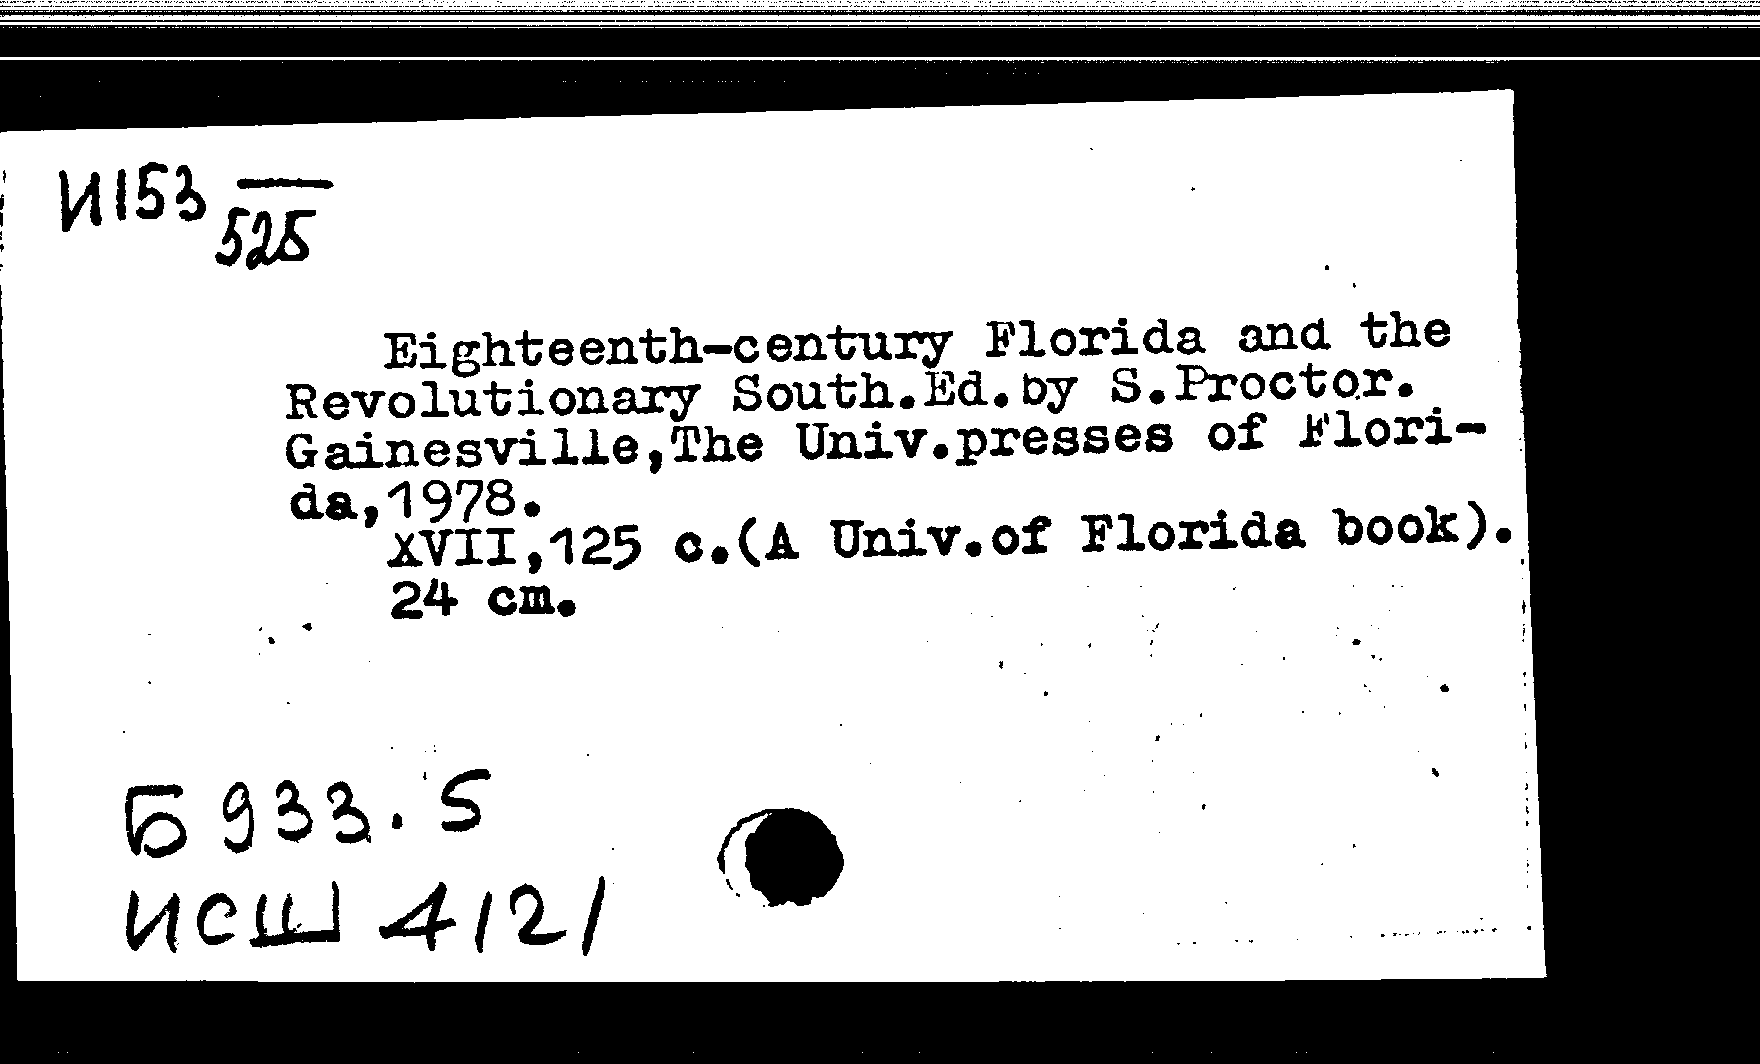 И153 —
525
Eighteenth-century Florida and the
Revolutionary South.Ed.by S.Proctor.
Gainesville,The Univ.presses of Flori-
da,1978.
XVII,125 c.(A Univ.of Florida book).
24 cm.
Б 933.5
ИСШ 4121